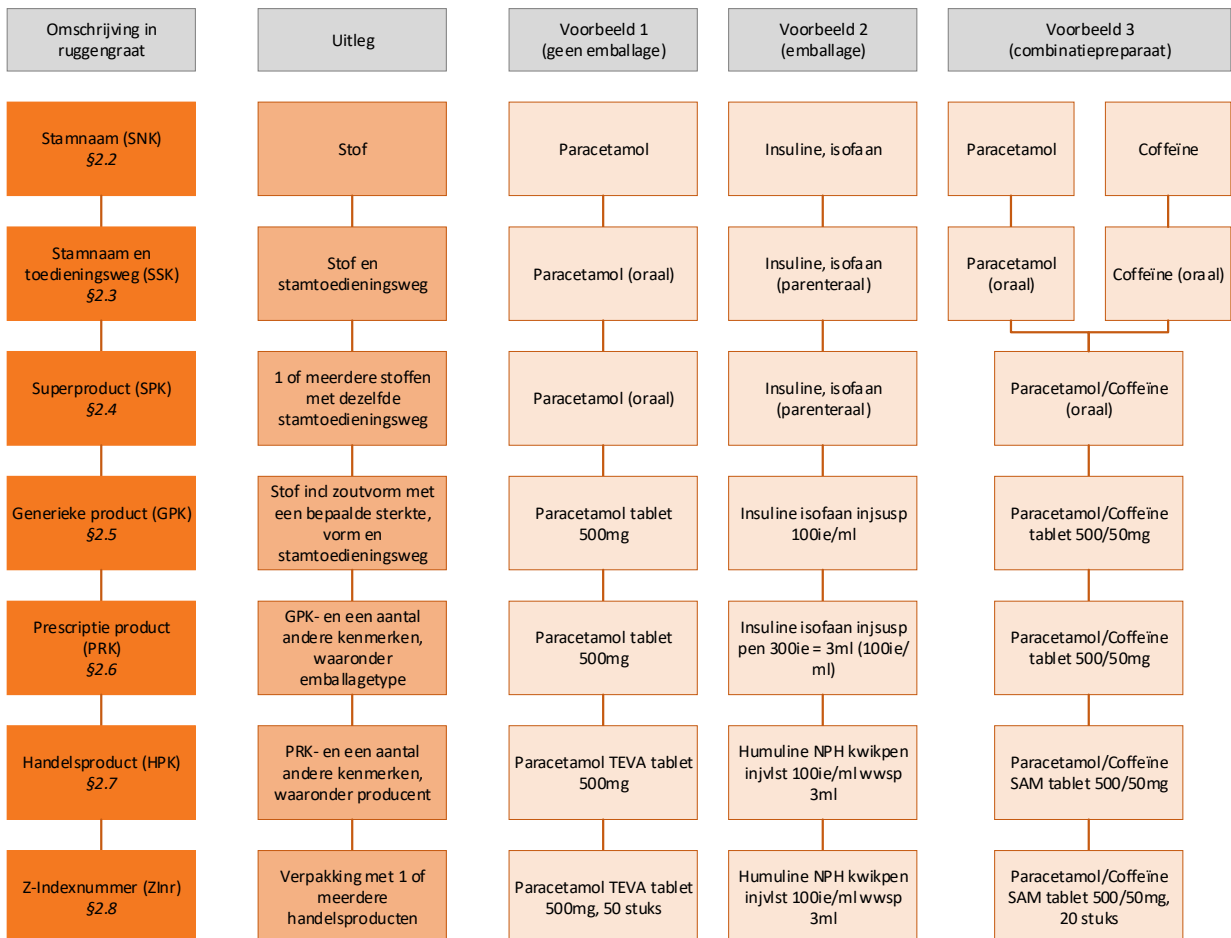 Omschrijving in
ruggengraat
Uitleg
Voorbeeld 1
(geen emballage)
Voorbeeld 2
(emballage)
Voorbeeld 3
(combinatiepreparaat)
Stamnaam (SNK)
§2.2
Stof
Paracetamol
Insuline, isofaan
Paracetamol
Coffeïne
Stamnaam en
toedieningsweg (SSK)
§2.3
Stof en
stamtoedieningsweg
Paracetamol (oraal)
Insuline, isofaan
(parenteraal)
Paracetamol
(oraal)
Coffeïne (oraal)
Superproduct (SPK)
§2.4
1 of meerdere stoffen
met dezelfde
stamtoedieningsweg
Paracetamol (oraal)
Insuline, isofaan
(parenteraal)
Paracetamol/Coffeïne
(oraal)
Generieke product (GPK)
§2.5
Stof incl zoutvorm met
een bepaalde sterkte,
vorm en
stamtoedieningsweg
Paracetamol tablet
500mg
Insuline isofaan injsusp
100ie/ml
Paracetamol/Coffeïne
tablet 500/50mg
Prescriptie product
(PRK)
§2.6
GPK- en een aantal
andere kenmerken,
waaronder
emballagetype
Paracetamol tablet
500mg
Insuline isofaan injsusp
pen 300ie = 3ml (100ie/
ml)
Paracetamol/Coffeïne
tablet 500/50mg
Handelsproduct (HPK)
§2.7
PRK- en een aantal
andere kenmerken,
waaronder producent
Paracetamol TEVA tablet
500mg
Humuline NPH kwikpen
injvlst 100ie/ml wwsp
3ml
Paracetamol/Coffeïne
SAM tablet 500/50mg
Z-Indexnummer (ZInr)
§2.8
Verpakking met 1 of
meerdere
handelsproducten
Paracetamol TEVA tablet
500mg, 50 stuks
Humuline NPH kwikpen
injvlst 100ie/ml wwsp
3ml
Paracetamol/Coffeïne
SAM tablet 500/50mg,
20 stuks